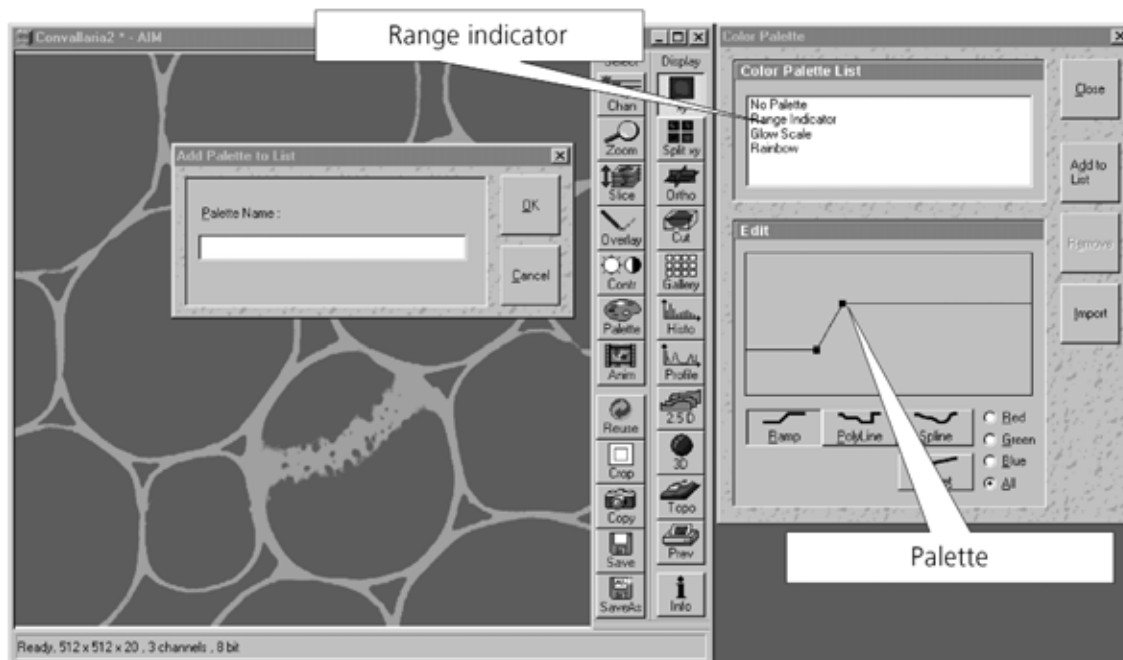 Range indicator
Convallaria2 * - AIM
Select
Display
Chan
xy
Zoom
Split xy
Slice
Ortho
Overlay
Cut
Contr
Gallery
Palette
Histo
Anim
Profile
Reuse
2.5 D
Crop
3D
Copy
Topo
Save
Prev
SaveAs
Info
Add Palette to List
Palette Name :
OK
Cancel
Ready, 512 x 512 x 20 , 3 channels , 8 bit
Color Palette
Color Palette List
No Palette
Range Indicator
Glow Scale
Rainbow
Close
Add to
List
Remove
Import
Edit
Ramp
PolyLine
Spline
Red
Green
Blue
All
Palette